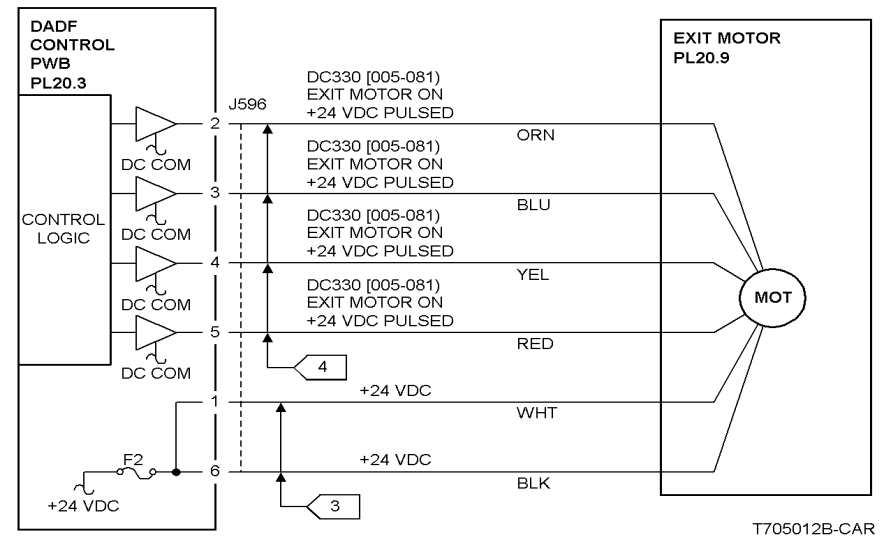 DADF
CONTROL
PWB
PL20.3
CONTROL
LOGIC
DC COM
DC COM
DC COM
DC COM
F2
+24 VDC
J596
2
3
4
5
1
6
DC330 [005-081)
EXIT MOTOR ON
+24 VDC PULSED
ORN
DC330 [005-081)
EXIT MOTOR ON
+24 VDC PULSED
BLU
DC330 [005-081)
EXIT MOTOR ON
+24 VDC PULSED
YEL
DC330 [005-081)
EXIT MOTOR ON
+24 VDC PULSED
RED
4
+24 VDC
WHT
+24 VDC
BLK
3
EXIT MOTOR
PL20.9
MOT
T705012B-CAR